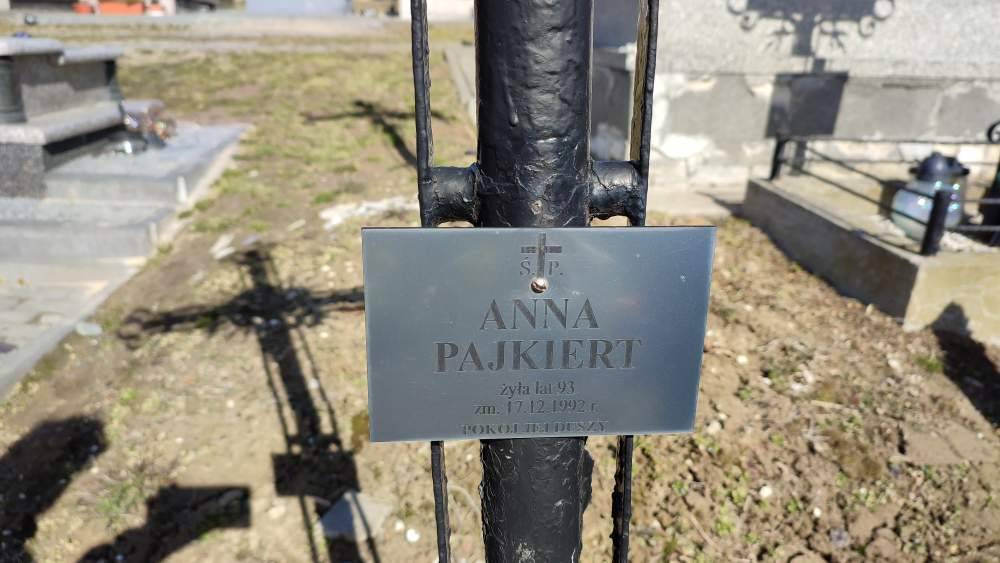 Ś. P.
ANNA
PAJKIERT
żyła lat 93
zm. 17.12.1992 r.
POKÓJ JEJ DUSZY